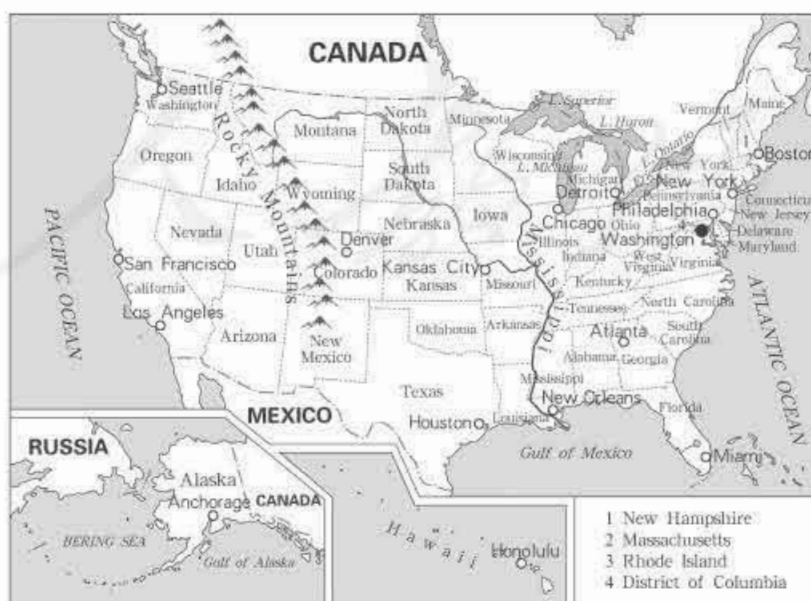 CANADA
Seattle
Washington
Oregon
Idaho
Montana
North
Dakota
Minnesota
South
Dakota
Wisconsin
L. Superior
L. Huron
L. Michigan
L. Ontario
Michigan
Vermont
Maine
Boston
New York
New York
Connecticut
New Jersey
Pennsylvania
Philadelphia
Delaware
Maryland
Washington
4
Detroit
Chicago
Ohio
Illinois
Indiana
Iowa
Nebraska
Wyoming
Rocky Mountains
Nevada
Utah
Denver
Colorado
Kansas City
Kansas
Missouri
Mississippi
West
Virginia
Virginia
Kentucky
North Carolina
Tennessee
South
Carolina
Atlanta
Georgia
Alabama
Mississippi
Arkansas
Oklahoma
New
Mexico
Arizona
San Francisco
California
Los Angeles
PACIFIC OCEAN
ATLANTIC OCEAN
Texas
Houston
Louisiana
New Orleans
Florida
Miami
Gulf of Mexico
MEXICO
RUSSIA
Alaska
Anchorage
CANADA
BERING SEA
Gulf of Alaska
Hawaii
Honolulu
1 New Hampshire
2 Massachusetts
3 Rhode Island
4 District of Columbia